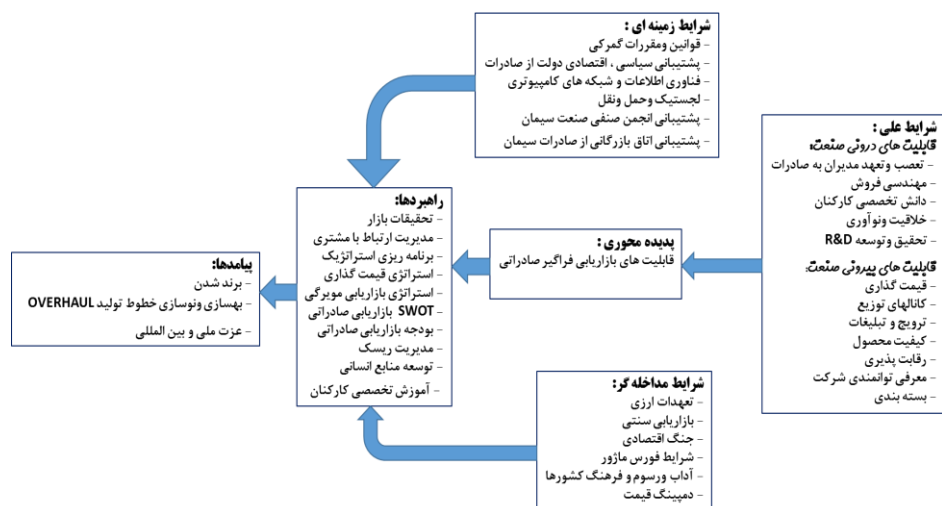 شرایط زمینه ای :
- قوانین ومقررات گمرکی
- پشتیبانی سیاسی ، اقتصادی دولت از صادرات
- فناوری اطلاعات و شبکه های کامپیوتری
- لجستیک وحمل ونقل
- پشتیبانی انجمن صنفی صنعت سیمان
- پشتیبانی اتاق بازرگانی از صادرات سیمان
شرایط علی :
قابلیت های درونی صنعت:
- تعصب وتعهد مدیران به صادرات
- مهندسی فروش
- دانش تخصصی کارکنان
- خلاقیت ونوآوری
- تحقیق وتوسعه R&D
قابلیت های بیرونی صنعت:
- قیمت گذاری
- کانالهای توزیع
- ترویج و تبلیغات
- کیفیت محصول
- رقابت پذیری
- معرفی توانمندی شرکت
- بسته بندی
پدیده محوری :
قابلیت های بازاریابی فراگیر صادراتی
راهبردها:
- تحقیقات بازار
- مدیریت ارتباط با مشتری
- برنامه ریزی استراتژیک
- استراتژی قیمت گذاری
- استراتژی بازاریابی مویرگی
- SWOT بازاریابی صادراتی
- بودجه بازاریابی صادراتی
- مدیریت ریسک
- توسعه منابع انسانی
- آموزش تخصصی کارکنان
شرایط مداخله گر:
- تعهدات ارزی
- بازاریابی سنتی
- جنگ اقتصادی
- شرایط فورس ماژور
- آداب ورسوم و فرهنگ کشورها
- دمپینگ قیمت
پیامدها:
- برند شدن
- بهسازی ونوسازی خطوط تولید OVERHAUL
- عزت ملی و بین المللی